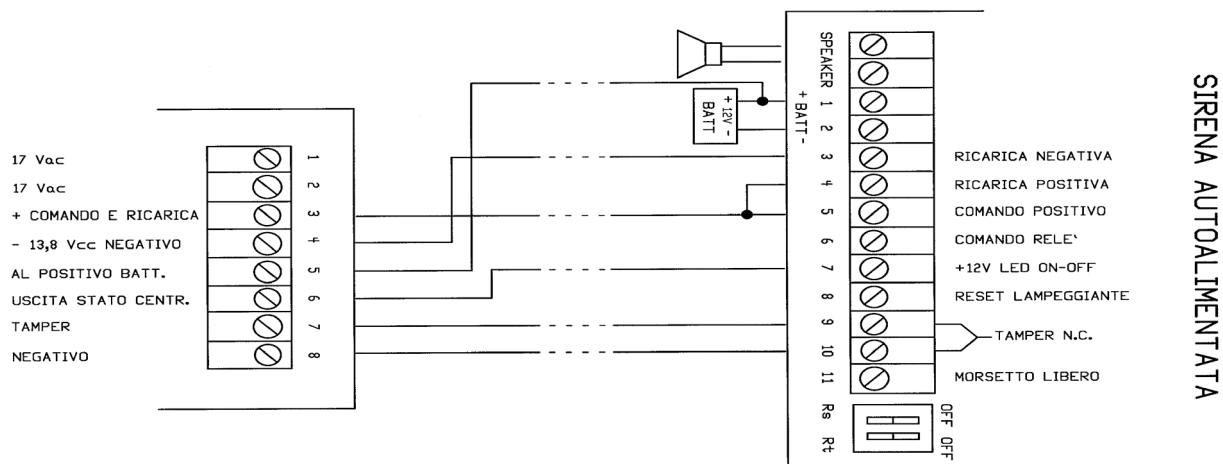 17 Vac
17 Vac
+ COMANDO E RICARICA
- 13,8 Vcc NEGATIVO
AL POSITIVO BATT.
USCITA STATO CENTR.
TAMPER
NEGATIVO
1
2
3
4
5
6
7
8
+ 12V -
BATT
SPEAKER
+ BATT -
1
2
3
4
5
6
7
8
9
10
11
Rs Rt
OFF OFF
RICARICA NEGATIVA
RICARICA POSITIVA
COMANDO POSITIVO
COMANDO RELE`
+12V LED ON-OFF
RESET LAMPEGGIANTE
TAMPER N.C.
MORSETTO LIBERO
SIRENA AUTOALIMENTATA